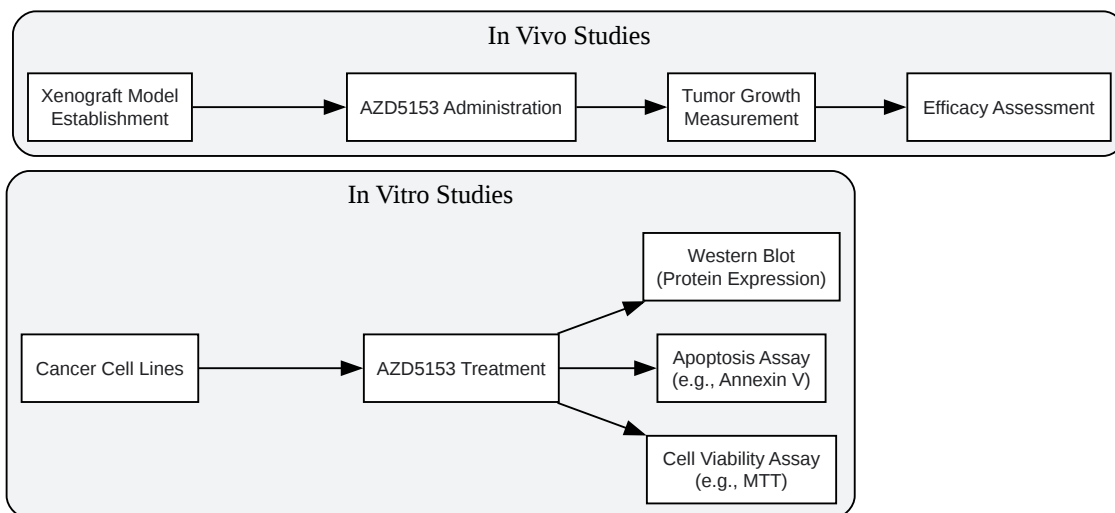 In Vivo Studies
Xenograft Model
Establishment
AZD5153 Administration
Tumor Growth
Measurement
Efficacy Assessment
In Vitro Studies
Western Blot
(Protein Expression)
Cancer Cell Lines
AZD5153 Treatment
Apoptosis Assay
(e.g., Annexin V)
Cell Viability Assay
(e.g., MTT)